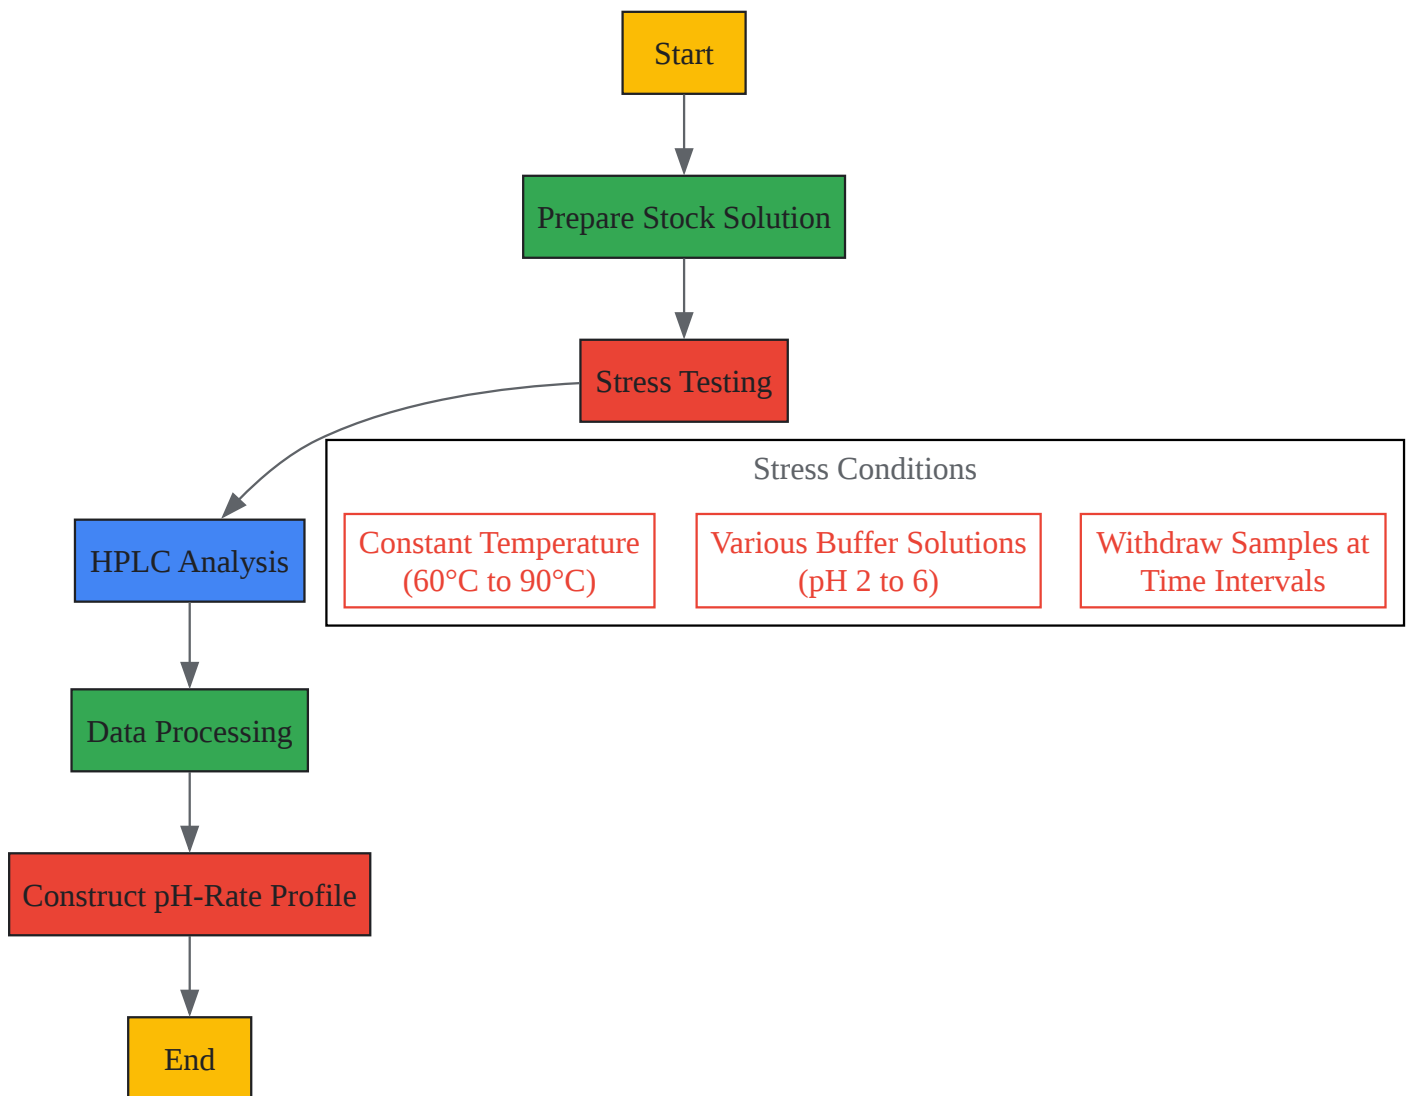 Start
Prepare Stock Solution
Stress Testing
Stress Conditions
HPLC Analysis
Constant Temperature
(60°C to 90°C)
Various Buffer Solutions
(pH 2 to 6)
Withdraw Samples at
Time Intervals
Data Processing
Construct pH-Rate Profile
End